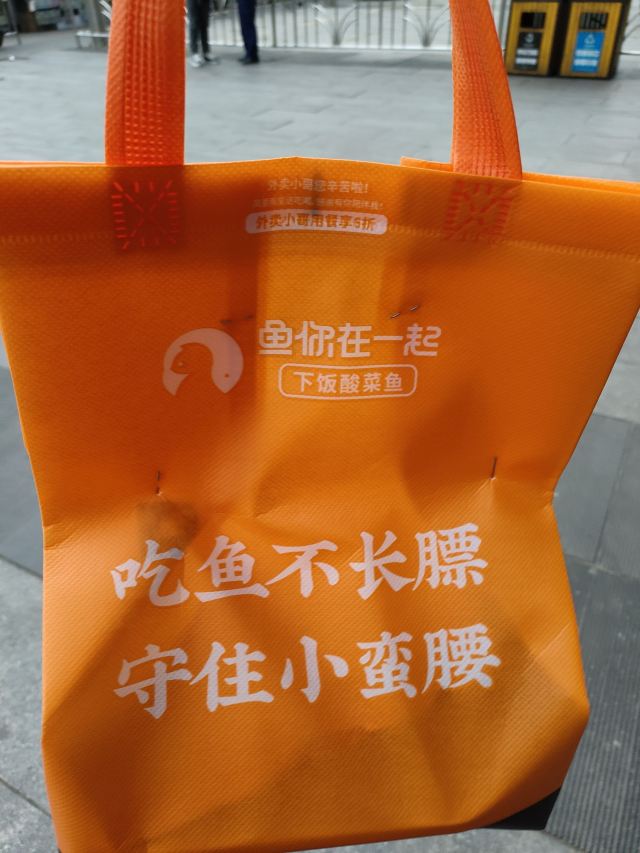 外卖小哥您辛苦啦!
外卖小哥用餐享6折
鱼你在一起
下饭酸菜鱼
吃鱼不长膘
守住小蛮腰